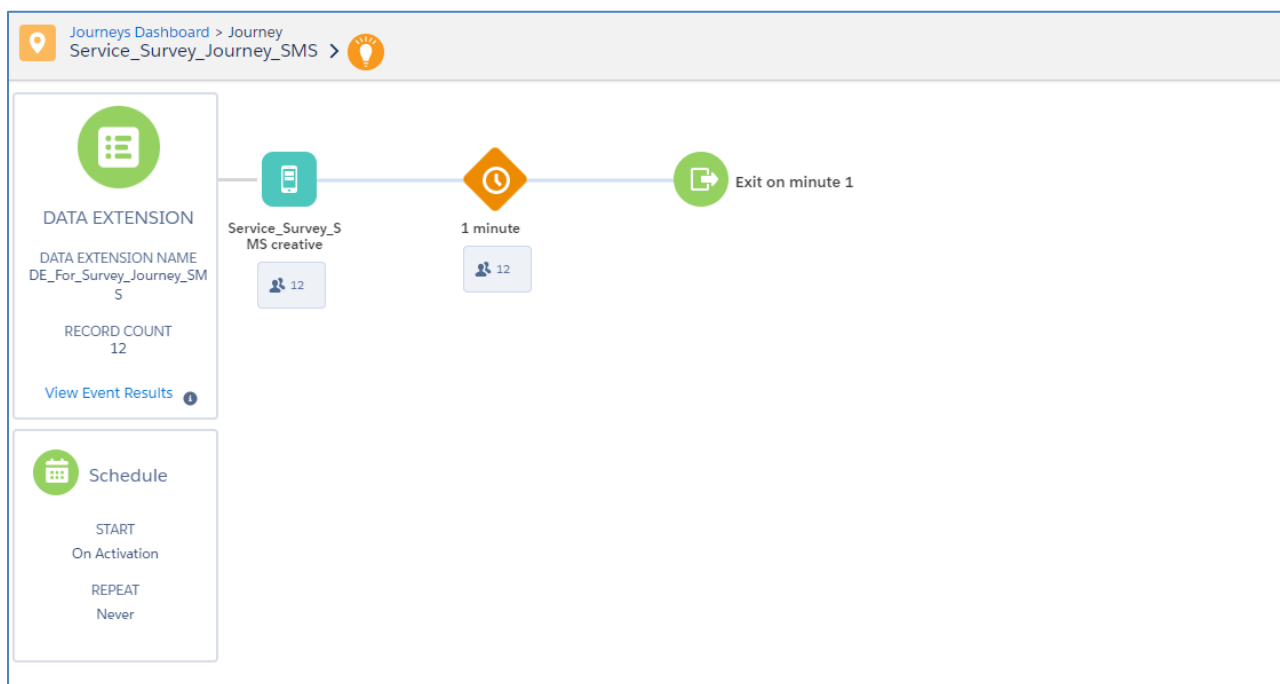 Journeys Dashboard > Journey
Service_Survey_Journey_SMS >
DATA EXTENSION
DATA EXTENSION NAME
DE_For_Survey_Journey_SM
S
RECORD COUNT
12
View Event Results
Service_Survey_S
MS creative
12
1 minute
12
Exit on minute 1
Schedule
START
On Activation
REPEAT
Never